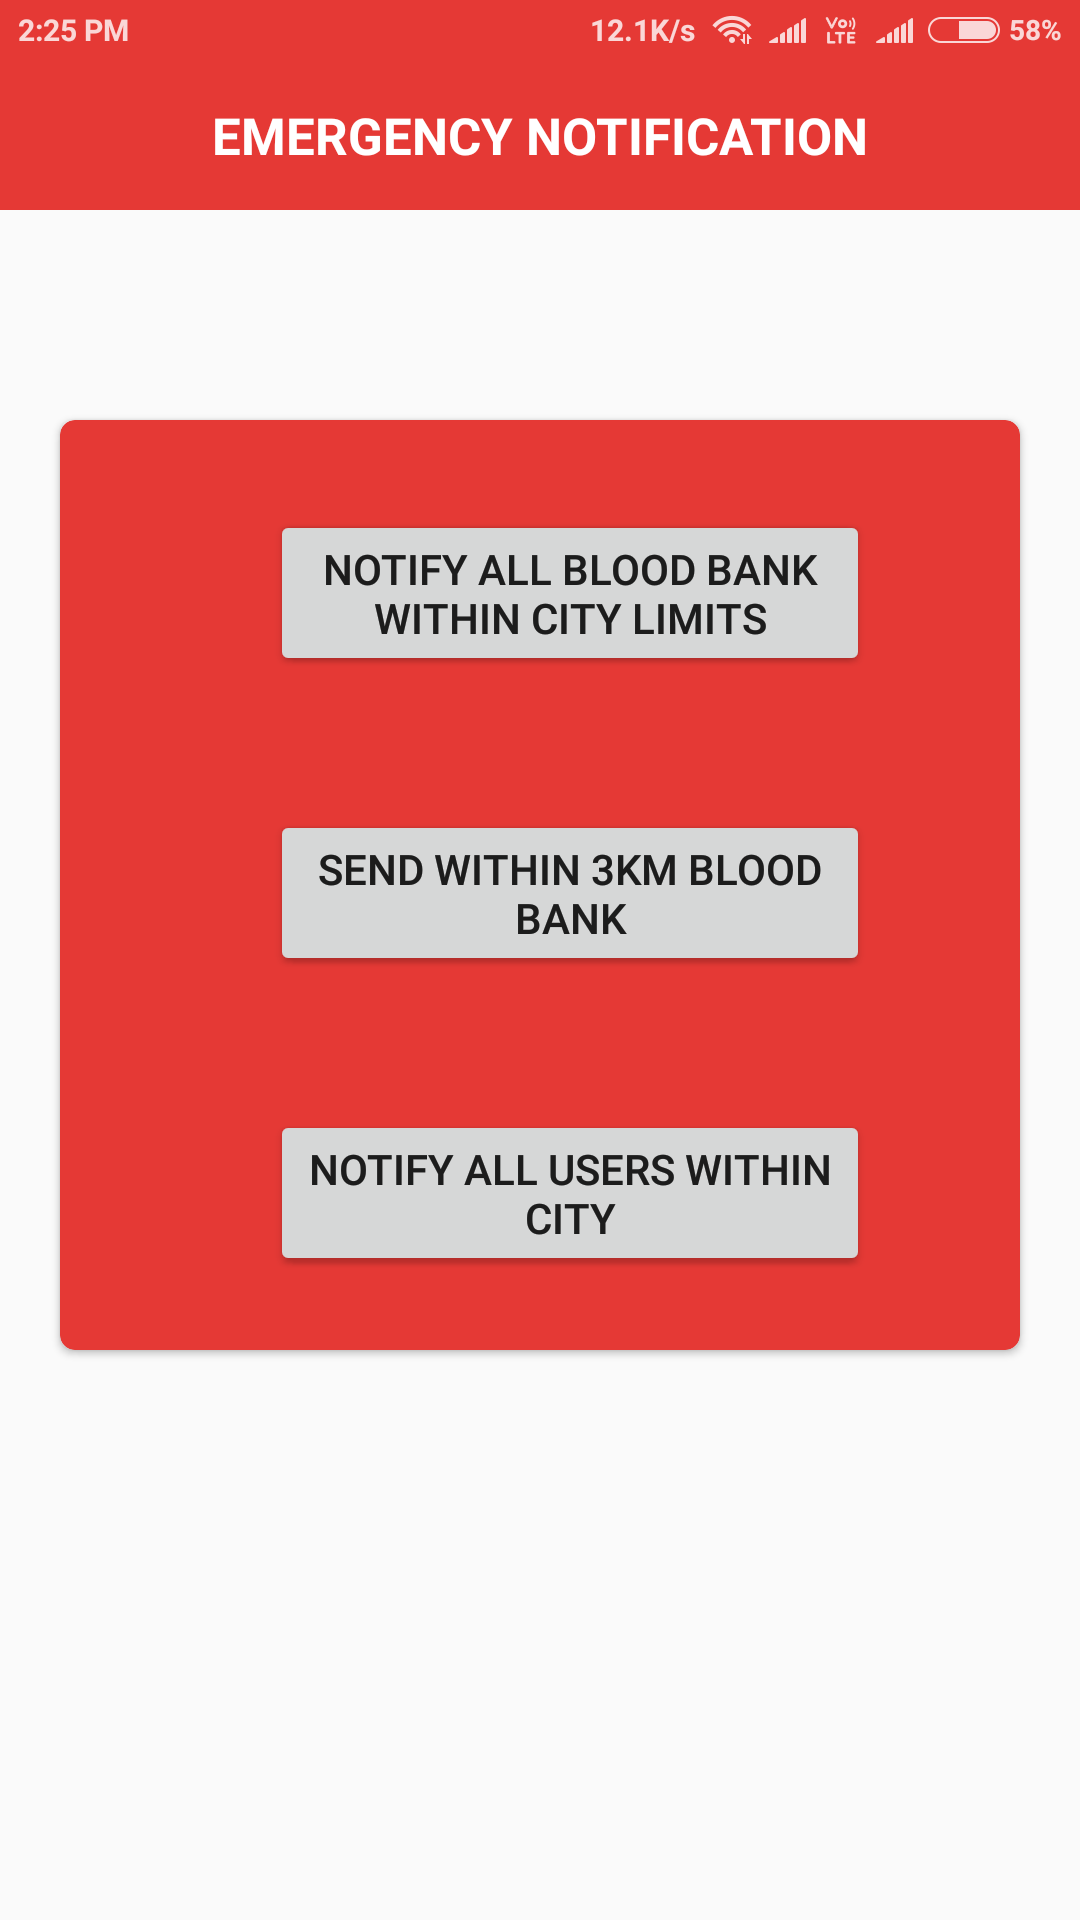 2:25 PM 12.1K/s VO) LTE 58%
EMERGENCY NOTIFICATION
NOTIFY ALL BLOOD BANK
WITHIN CITY LIMITS
SEND WITHIN 3KM BLOOD
BANK
NOTIFY ALL USERS WITHIN
CITY